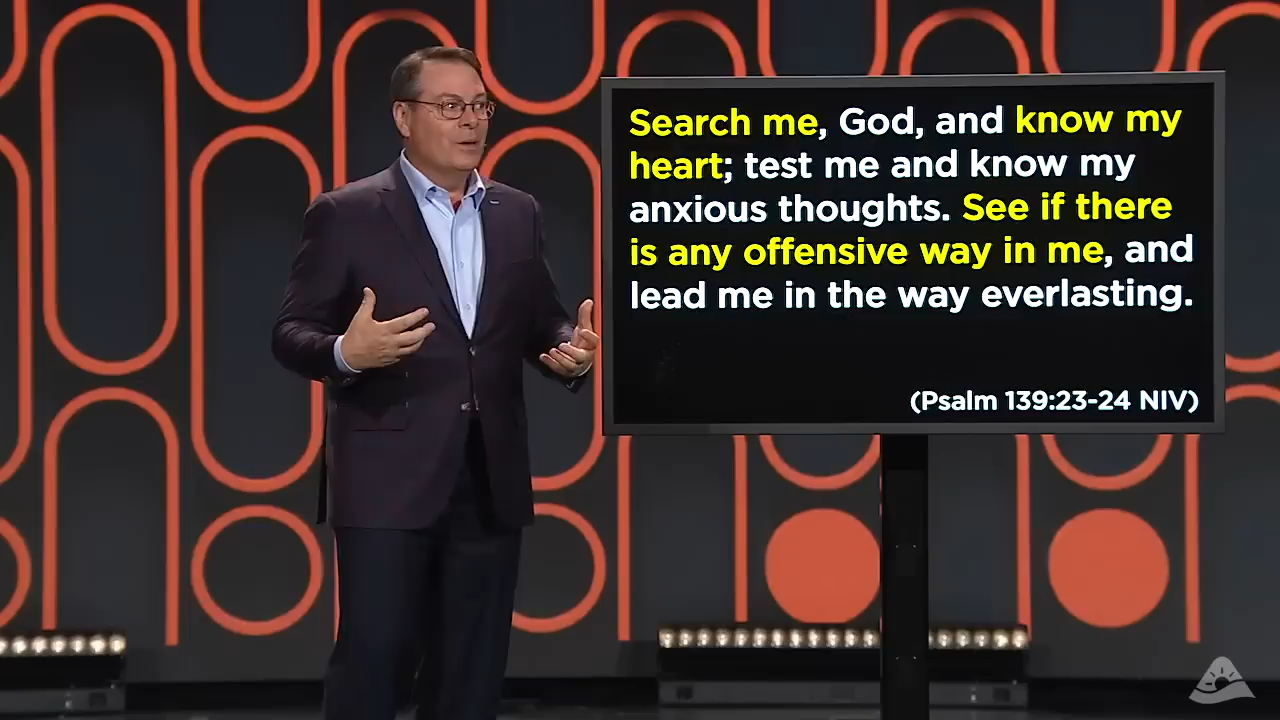 Search me, God, and know my
heart; test me and know my
anxious thoughts. See if there
is any offensive way in me, and
lead me in the way everlasting.
(Psalm 139:23-24 NIV)